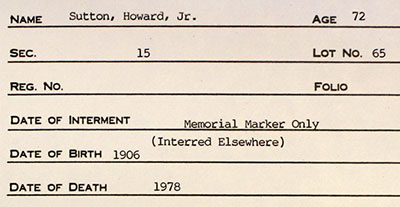 NAME Sutton, Howard, Jr. AGE 72
SEC. 15 LOT NO. 65
REG. NO. FOLIO
DATE OF INTERMENT Memorial Marker Only
(Interred Elsewhere)
DATE OF BIRTH 1906
DATE OF DEATH 1978